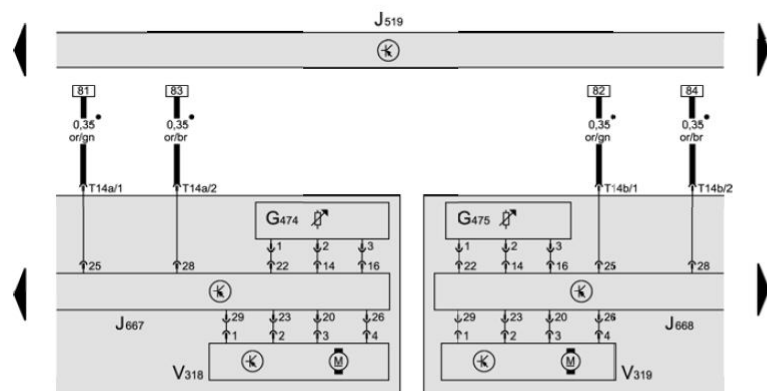 J519
81 83 82 84
0,35 0,35 0,35 0,35
or/gn or/br or/gn or/br
T14a/1 T14a/2 T14b/1 T14b/2
G474 G475
1 2 3 1 2 3
25 28 22 14 16 22 14 16 25 28
J667 29 23 20 26 29 23 20 26 J668
1 2 3 4 1 2 3 4
V318 M M V319